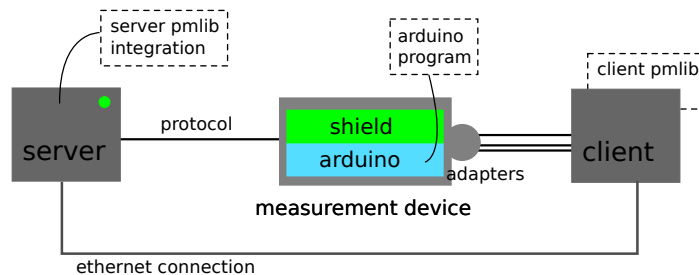 server pmlib
integration
arduino
program
client pmlib
protocol
shield
server
arduino
client
adapters
measurement device
ethernet connection